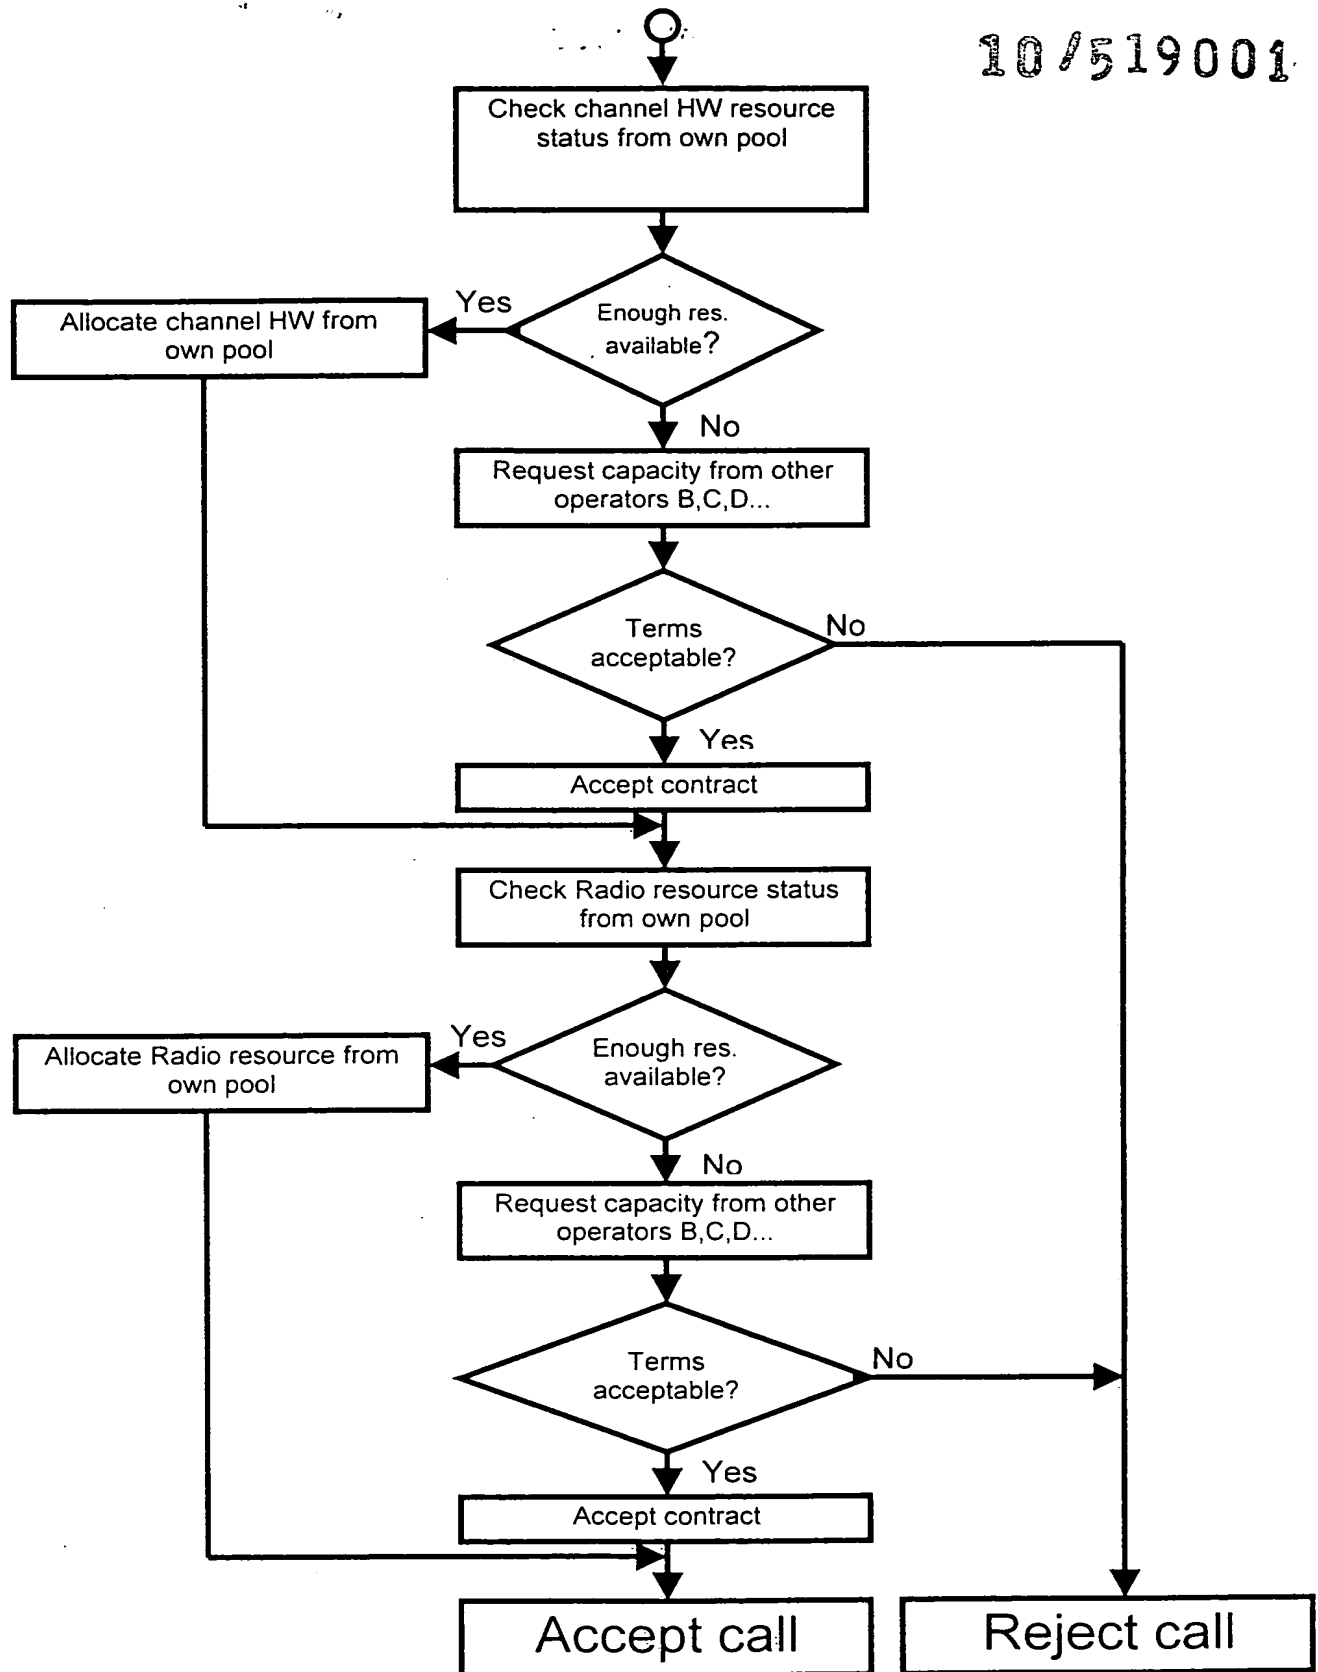 10/519001
Check channel HW resource
status from own pool
Yes
Enough res.
available?
Allocate channel HW from
own pool
No
Request capacity from other
operators B,C,D...
Terms
acceptable?
No
Yes
Accept contract
Check Radio resource status
from own pool
Yes
Enough res.
available?
Allocate Radio resource from
own pool
No
Request capacity from other
operators B,C,D...
Terms
acceptable?
No
Yes
Accept contract
Accept call
Reject call